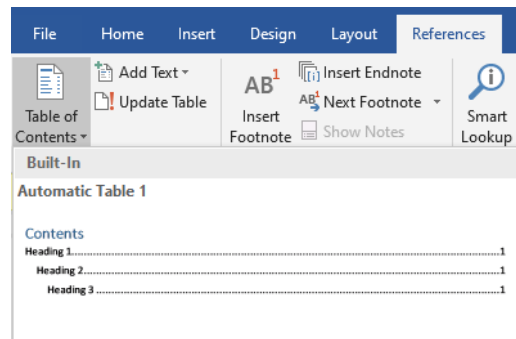 File Home Insert Design Layout References
Add Text
Insert Endnote
Update Table
AB1
AB1 Next Footnote
Table of Contents
Insert Footnote
Show Notes
Smart Lookup
Built-In
Automatic Table 1
Contents
Heading 1...1
Heading 2...1
Heading 3...1